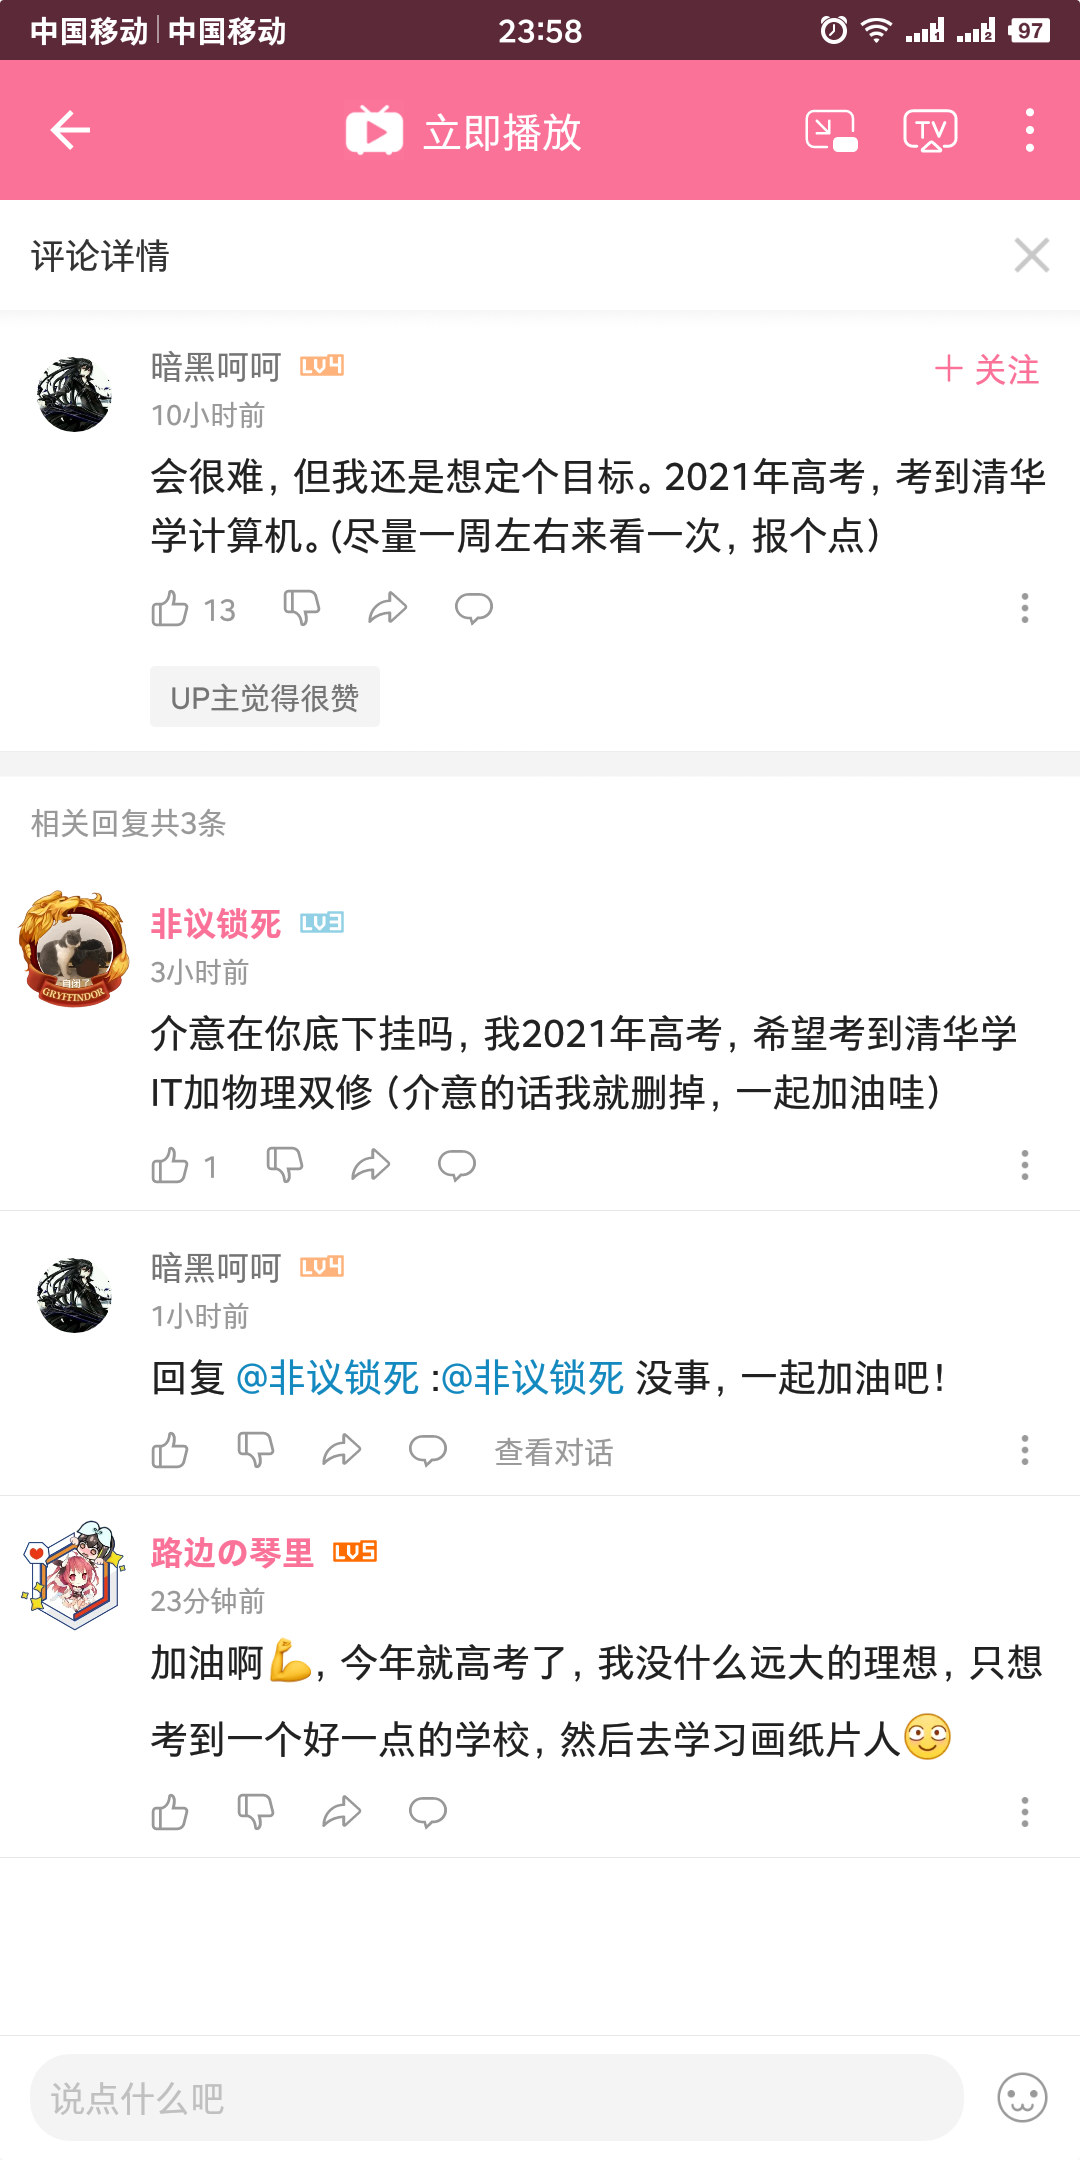 中国移动 中国移动 23:58 97
立即播放 TV
评论详情
暗黑呵呵 LV4 + 关注
10小时前
会很难，但我还是想定个目标。2021年高考，考到清华
学计算机。（尽量一周左右来看一次，报个点）
13
UP主觉得很赞
相关回复共3条
非议锁死 LV3
3小时前
自闭了
GRYFFINDOR
介意在你底下挂吗，我2021年高考，希望考到清华学
IT加物理双修（介意的话我就删掉，一起加油哇）
1
暗黑呵呵 LV4
1小时前
回复 @非议锁死 :@非议锁死 没事，一起加油吧！
查看对话
路边の琴里 LV5
23分钟前
加油啊💪，今年就高考了，我没什么远大的理想，只想
考到一个好一点的学校，然后去学习画纸片人🙄
说点什么吧